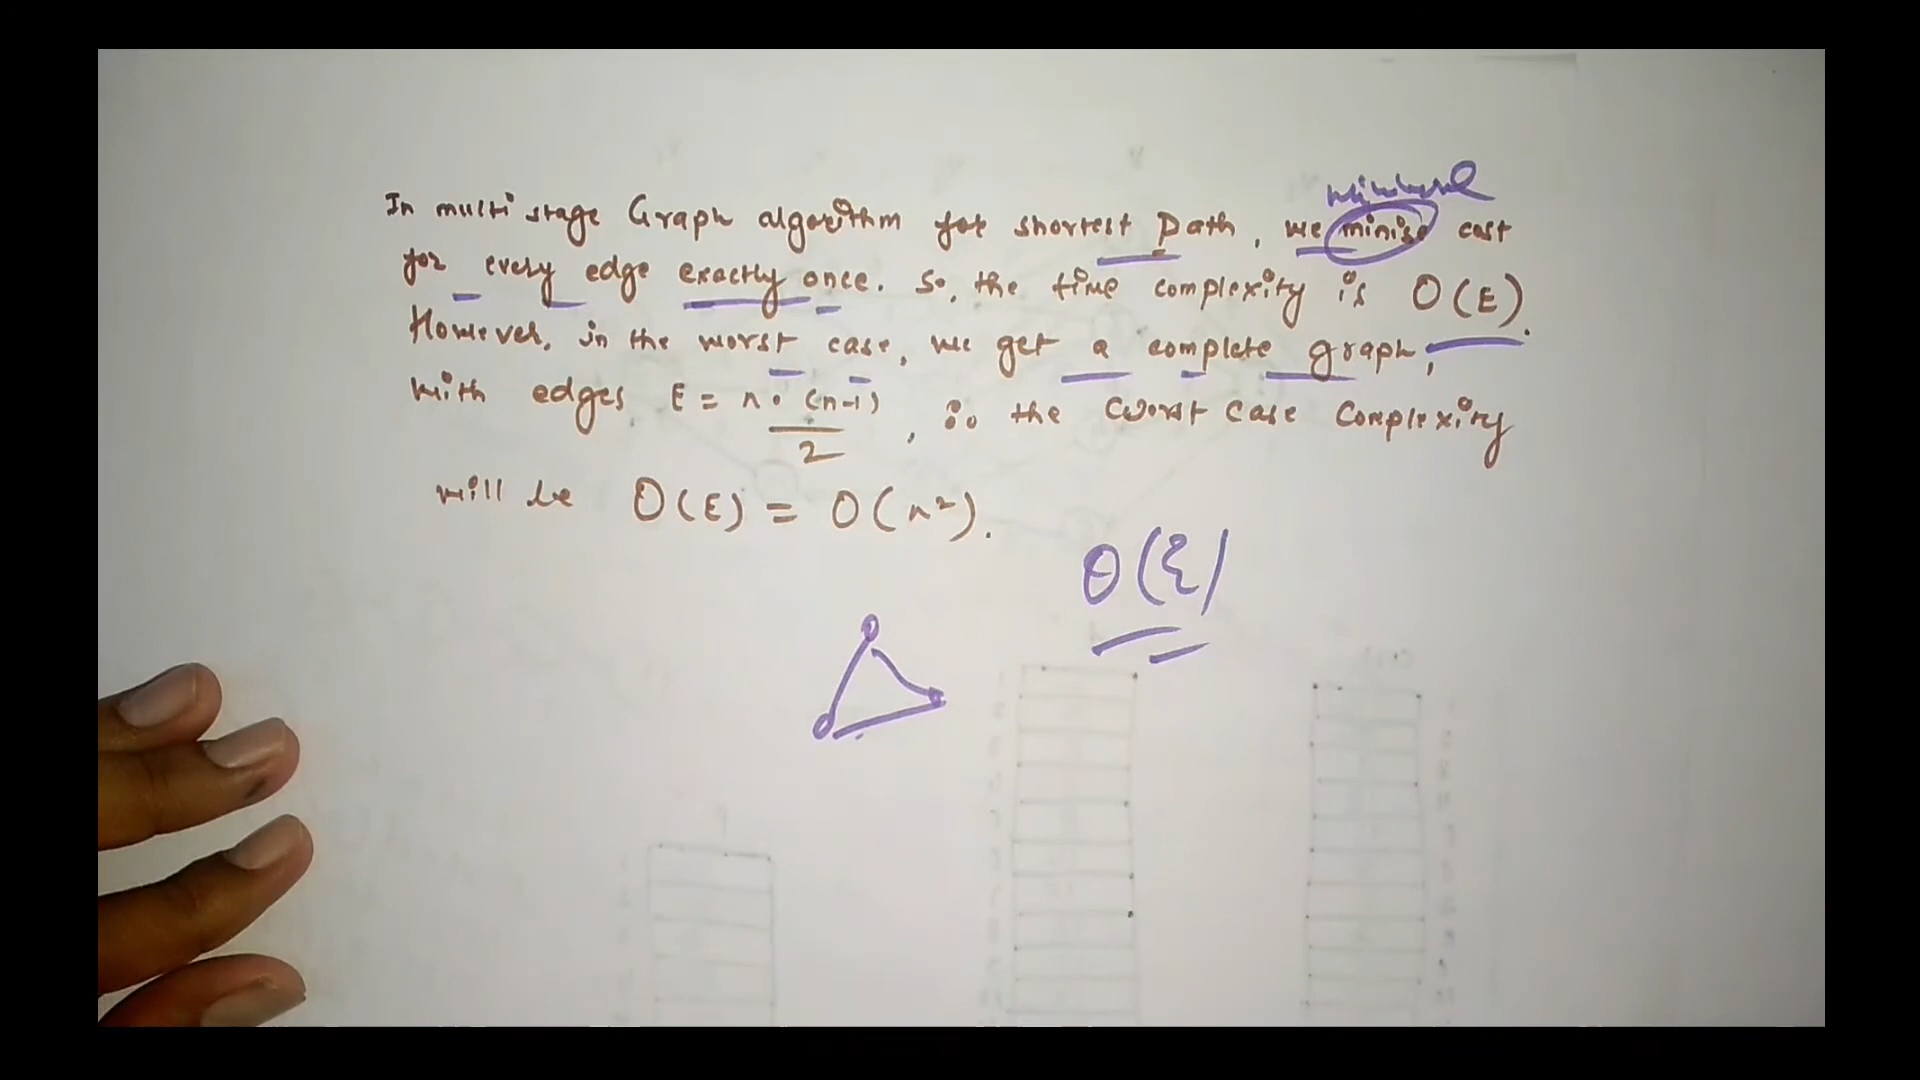 minimize
In multi stage Graph algorithm for shortest path, we minize cost
for every edge exactly once. So, the time complexity is O(E).
However, in the worst case, we get a complete graph,
with edges E = n·(n-1)/2, ∴ the worst case complexity
will be O(E) = O(n²).
O(E)